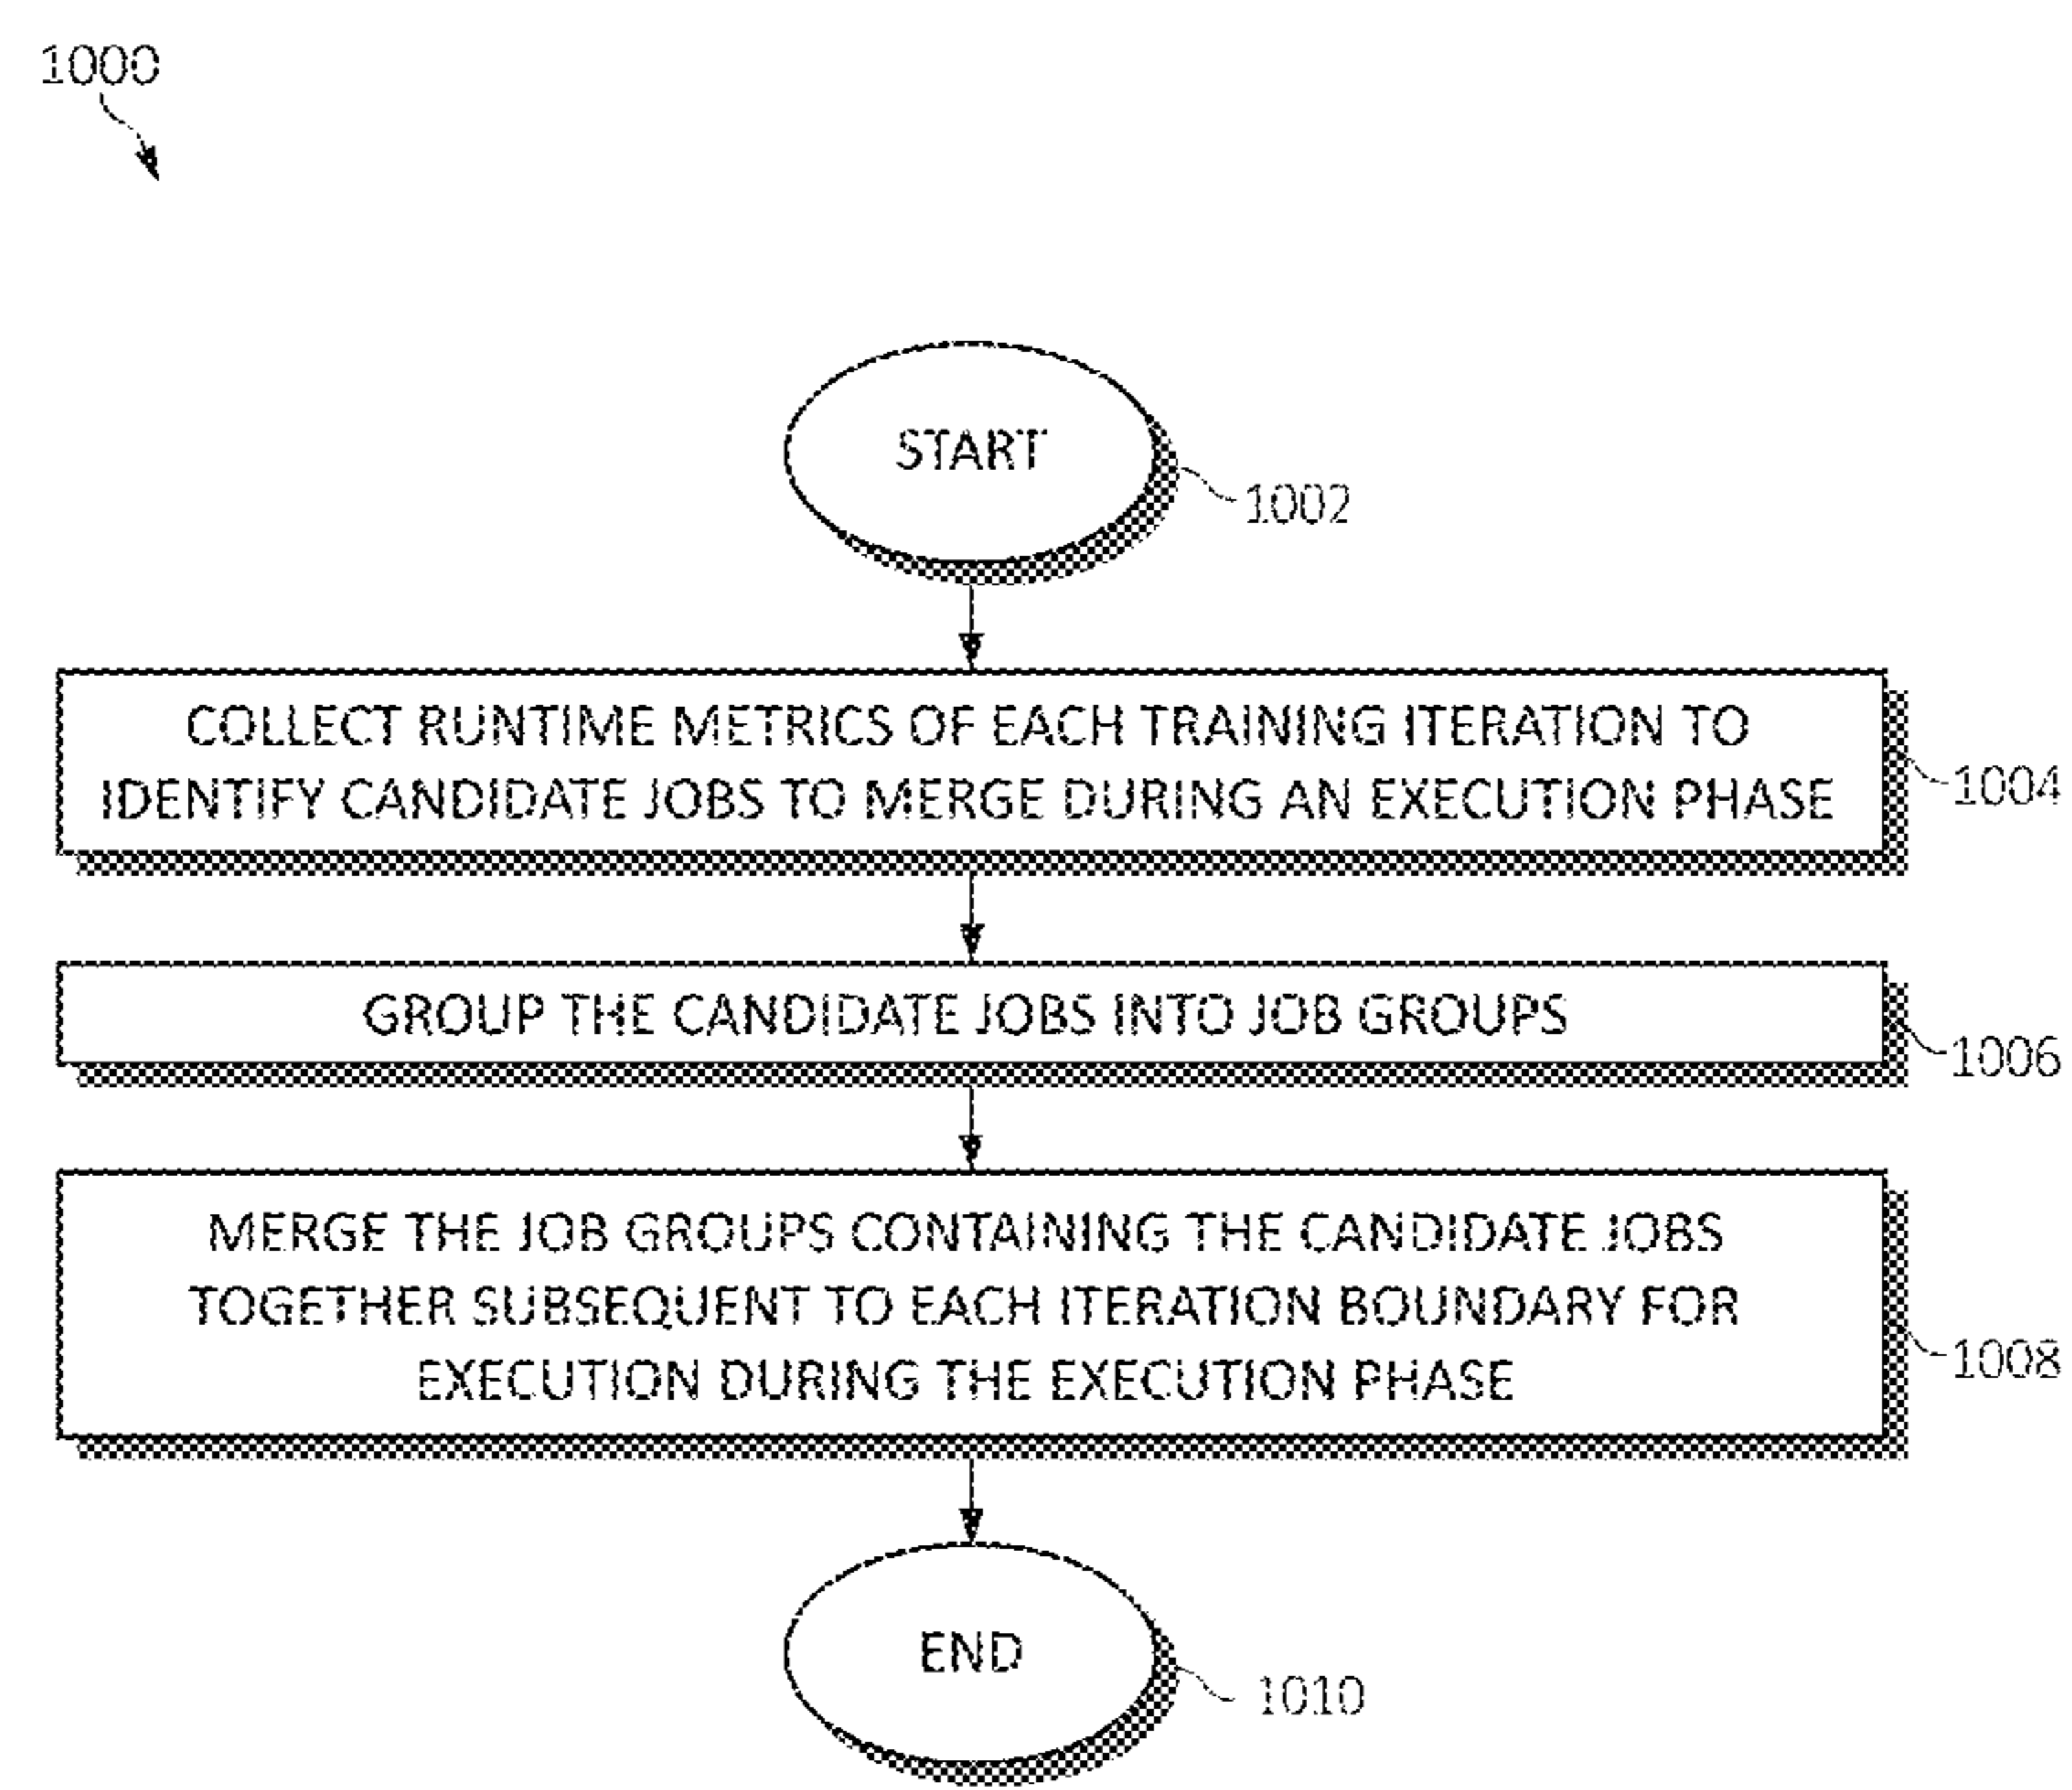 1000
START
1002
COLLECT RUNTIME METRICS OF EACH TRAINING ITERATION TO
IDENTIFY CANDIDATE JOBS TO MERGE DURING AN EXECUTION PHASE
1004
GROUP THE CANDIDATE JOBS INTO JOB GROUPS
1006
MERGE THE JOB GROUPS CONTAINING THE CANDIDATE JOBS
TOGETHER SUBSEQUENT TO EACH ITERATION BOUNDARY FOR
EXECUTION DURING THE EXECUTION PHASE
1008
END
1010